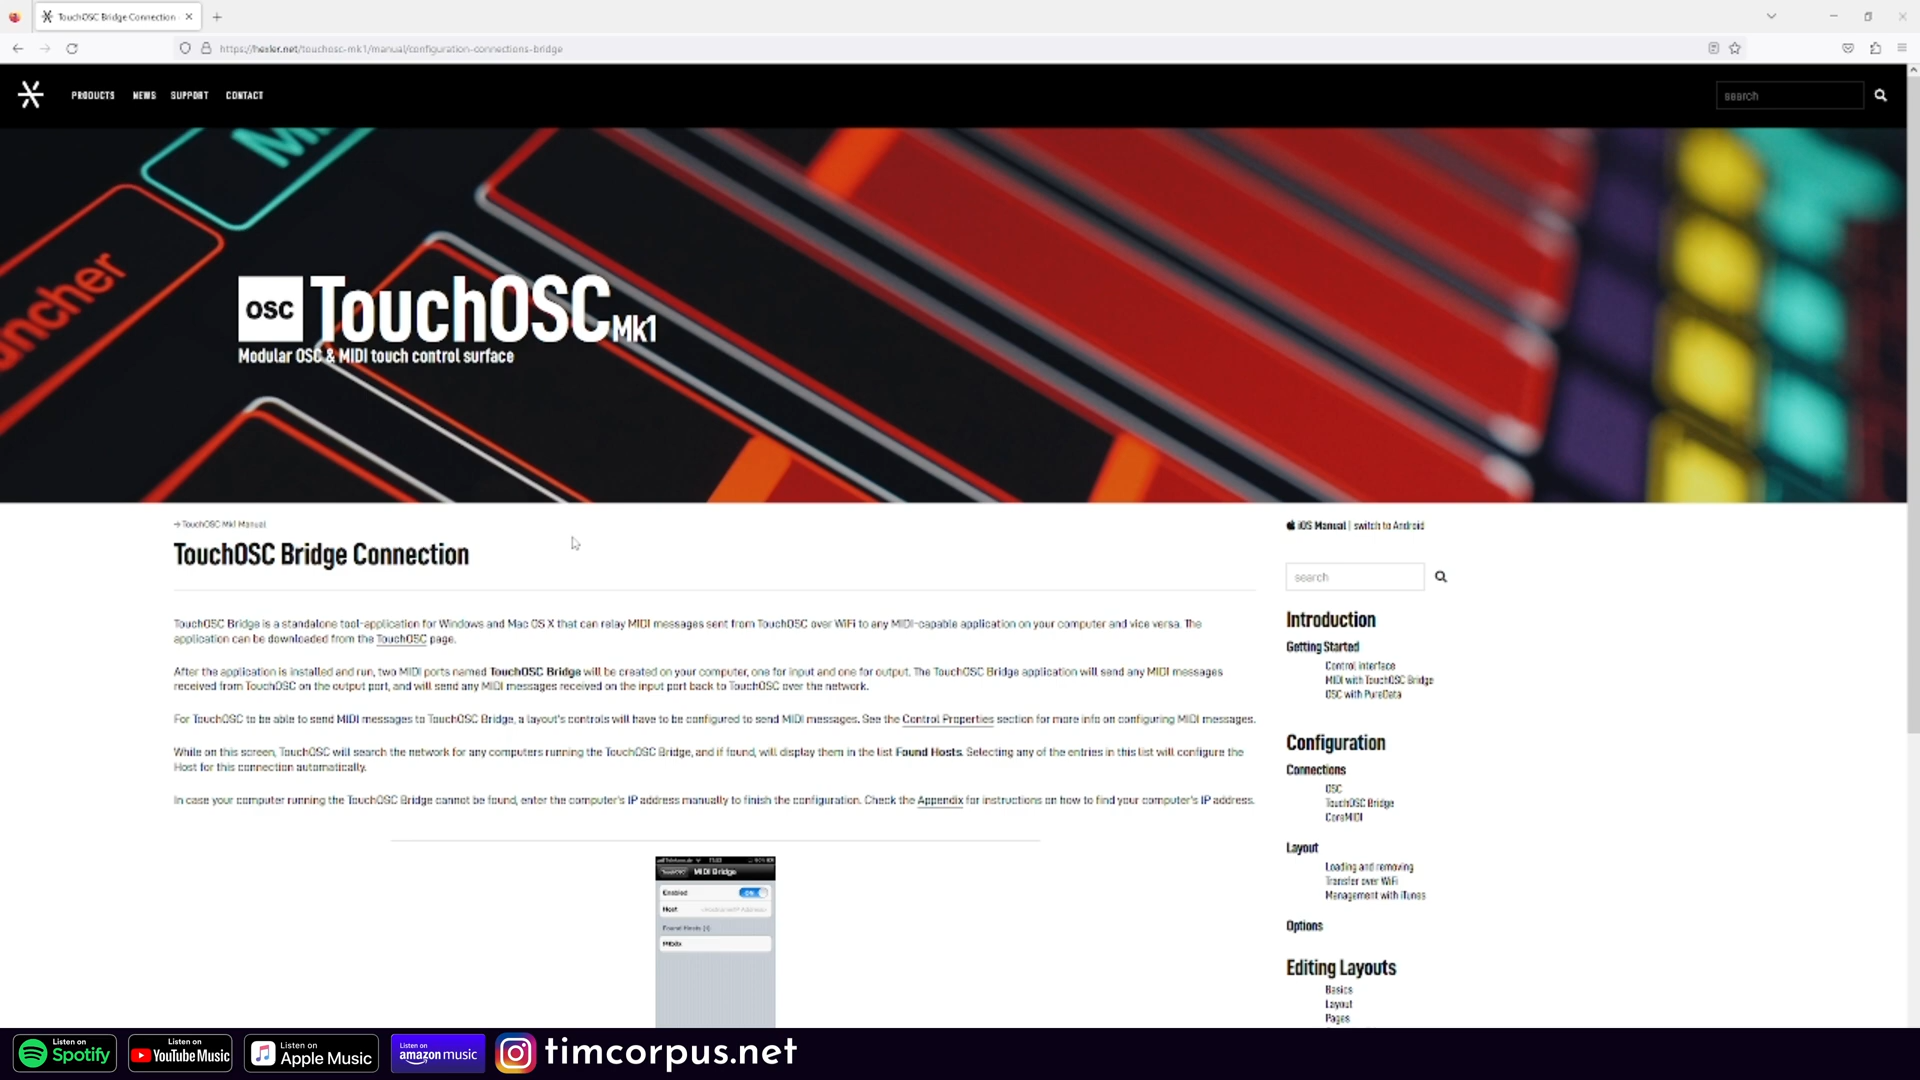 TouchOSC Bridge Connection
https://hexler.net/touchosc-mk1/manual/configuration-connections-bridge
PRODUCTS NEWS SUPPORT CONTACT
search
Mi
ancher
OSC TouchOSC Mk1
Modular OSC & MIDI touch control surface
→ TouchOSC Mk1 Manual
TouchOSC Bridge Connection
TouchOSC Bridge is a standalone tool-application for Windows and Mac OS X that can relay MIDI messages sent from TouchOSC over WiFi to any MIDI-capable application on your computer and vice versa. The
application can be downloaded from the TouchOSC page.
After the application is installed and run, two MIDI ports named TouchOSC Bridge will be created on your computer, one for input and one for output. The TouchOSC Bridge application will send any MIDI messages
received from TouchOSC on the output port, and will send any MIDI messages received on the input port back to TouchOSC over the network.
For TouchOSC to be able to send MIDI messages to TouchOSC Bridge, a layout's controls will have to be configured to send MIDI messages. See the Control Properties section for more info on configuring MIDI messages.
While on this screen, TouchOSC will search the network for any computers running the TouchOSC Bridge, and if found, will display them in the list Found Hosts. Selecting any of the entries in this list will configure the
Host for this connection automatically.
In case your computer running the TouchOSC Bridge cannot be found, enter the computer's IP address manually to finish the configuration. Check the Appendix for instructions on how to find your computer's IP address.
TouchOSC MIDI Bridge
Enabled ON
Host
Found Hosts
iOS Manual | switch to Android
search
Introduction
Getting Started
Control interface
MIDI with TouchOSC Bridge
OSC with PureData
Configuration
Connections
OSC
TouchOSC Bridge
CoreMIDI
Layout
Loading and removing
Transfer over WiFi
Management with iTunes
Options
Editing Layouts
Basics
Layout
Pages
Listen on Spotify
Listen on YouTube Music
Listen on Apple Music
Listen on amazon music
timcorpus.net